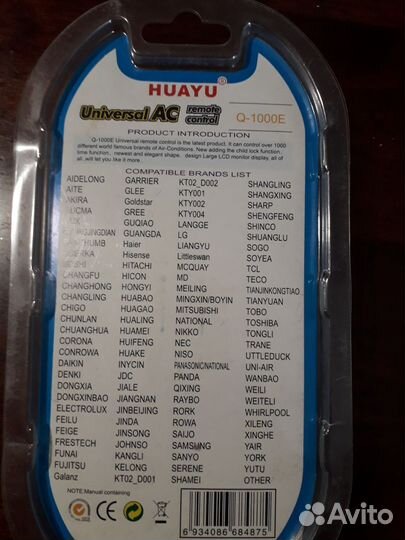 HUAYU®
Universal AC remote control Q-1000E
PRODUCT INTRODUCTION
Q-1000E Universal remote control is the latest product. It can control over 1000
different world famous brands of Air-Conditions. New adding the child lock function,
time function, newest and elegant shape. design Large LCD monitor display, all of
all .will let you like more.
COMPATIBLE BRANDS LIST
AIDELONG GARRIER KT02_D002 SHANGLING
AITE GLEE KTY001 SHANGXING
AKIRA Goldstar KTY002 SHARP
AUCMA GREE KTY004 SHENGFENG
GUQIAO LANGGE SHINCO
GUANGDA LG SHUANGLU
Haier LIANGYU SOGO
Hisense Littleswan SOYEA
HITACHI MCQUAY TCL
CHANGFU HICON MD TECO
CHANGHONG HONGYI MEILING TIANJINKONGTIAO
CHANGLING HUABAO MINGXIN/BOYIN TIANYUAN
CHIGO HUAGAO MITSUBISHI TOBO
CHUNLAN HUALING NATIONAL TOSHIBA
CHUANGHUA HUAMEI NIKKO TONGLI
CORONA HUIFENG NEC TRANE
CONROWA HUAKE NISO UTTLEDUCK
DAIKIN INYCIN PANASONIC/NATIONAL UNI-AIR
DENKI JDC PANDA WANBAO
DONGXIA JIALE QIXING WEILI
DONGXINBAO JIANGNAN RAYBO WEITELI
ELECTROLUX JINBEIJING RORK WHIRLPOOL
FEILU JINDA ROWA XILENG
FEIGE JINSONG SAIJO XINGHE
FRESTECH JOHNSO SAMSUNG YAIR
FUNAI KANGLI SANYO YORK
FUJITSU KELONG SERENE YUTU
Galanz KT02_D001 SHAMEI OTHER
NOTE:Manual containing
CE
6 934086 684875
Avito